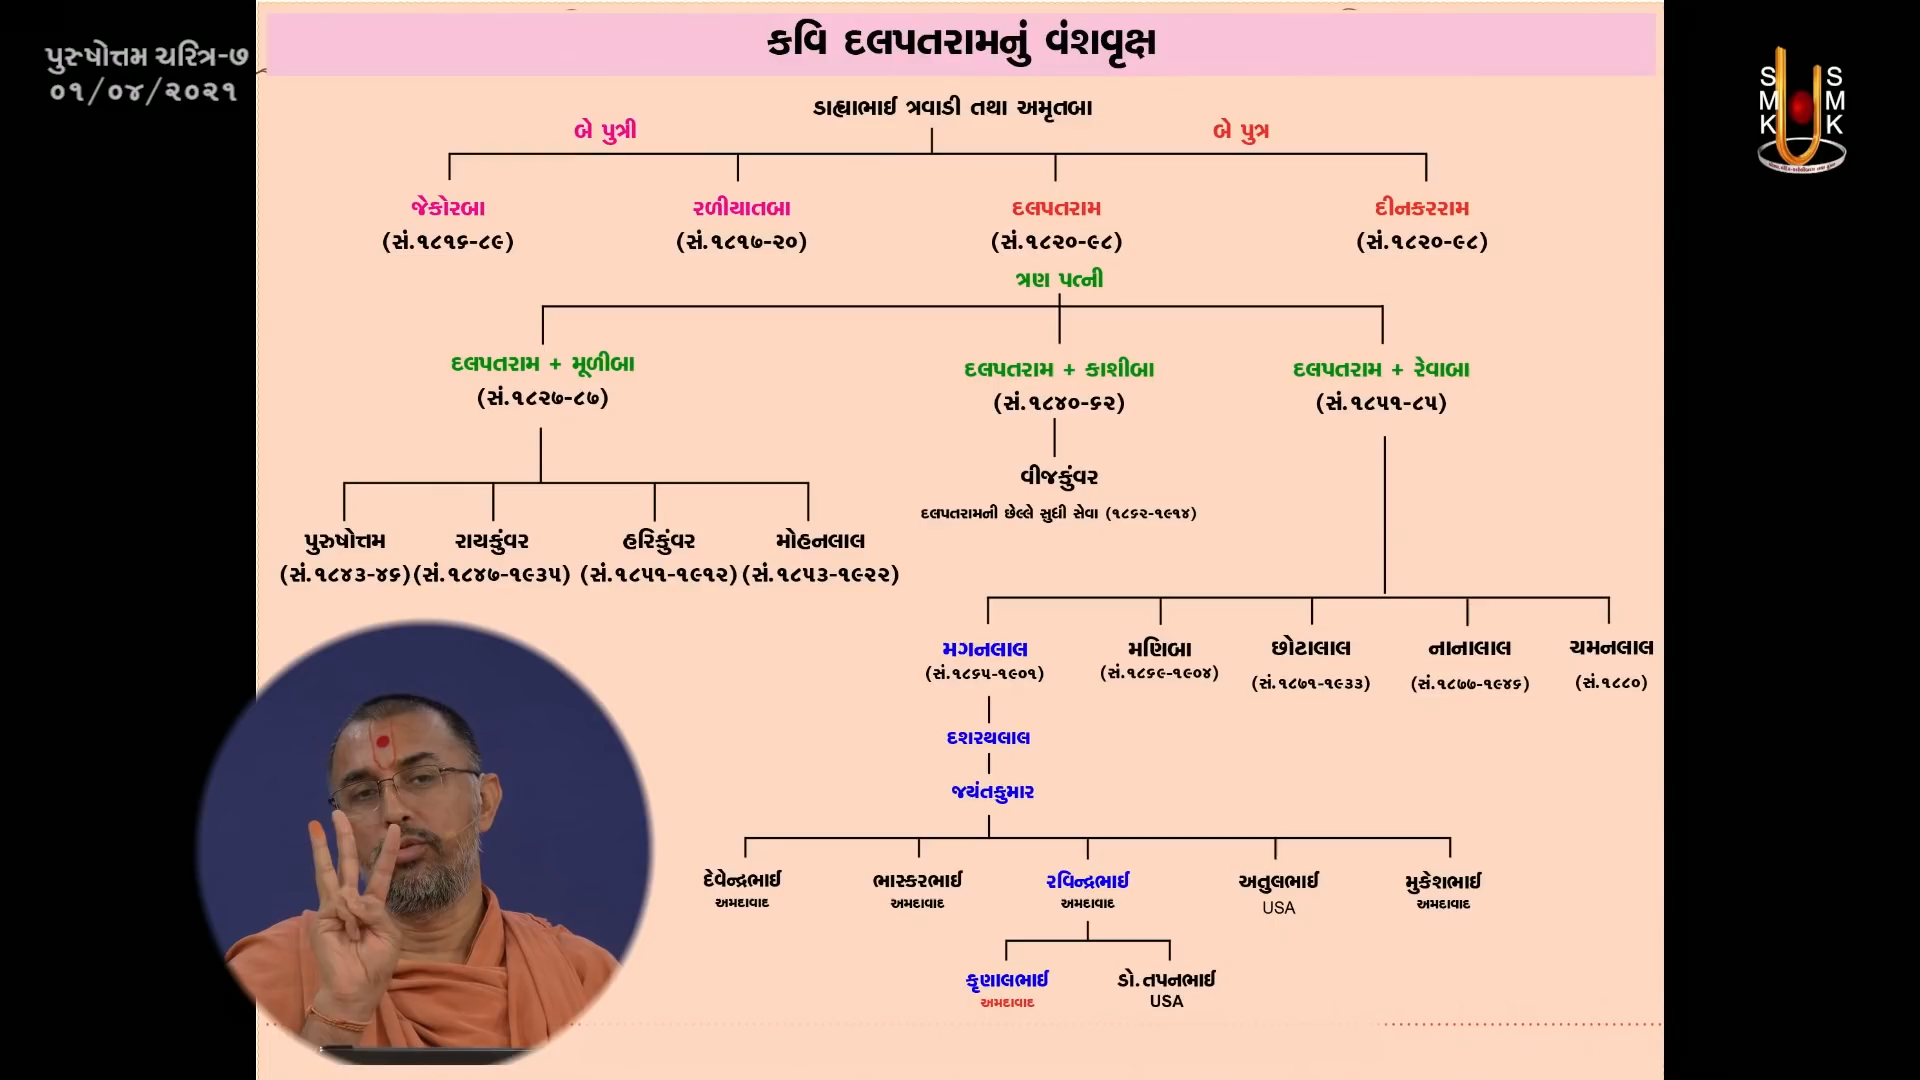 પુરુષોત્તમ ચરિત્ર-૭
૦૧/૦૪/૨૦૨૧
કવિ દલપતરામનું વંશવૃક્ષ
SMK SMK
ડાહ્યાભાઈ ત્રવાડી તથા અમૃતબા
બે પુત્રી બે પુત્ર
જેકોરબા રળીયાતબા દલપતરામ દીનકરરામ
(સં.૧૮૧૬-૮૯) (સં.૧૮૧૭-૨૦) (સં.૧૮૨૦-૯૮) (સં.૧૮૨૦-૯૮)
ત્રણ પત્ની
દલપતરામ + મૂળીબા દલપતરામ + કાશીબા દલપતરામ + રેવાબા
(સં.૧૮૨૭-૮૭) (સં.૧૮૪૦-૬૨) (સં.૧૮૫૧-૮૫)
વીજકુંવર
દલપતરામની છેલ્લે સુધી સેવા (૧૮૬૨-૧૯૧૪)
પુરુષોત્તમ રાયકુંવર હરિકુંવર મોહનલાલ
(સં.૧૮૪૩-૪૬) (સં.૧૮૪૭-૧૯૩૫) (સં.૧૮૫૧-૧૯૧૨) (સં.૧૮૫૩-૧૯૨૨)
મગનલાલ મણિબા છોટાલાલ નાનાલાલ ચમનલાલ
(સં.૧૮૬૫-૧૯૦૧) (સં.૧૮૬૯-૧૯૦૪) (સં.૧૮૭૧-૧૯૩૩) (સં.૧૮૭૭-૧૯૪૬) (સં.૧૮૮૦)
દશરથલાલ
જયંતકુમાર
દેવેન્દ્રભાઈ ભાસ્કરભાઈ રવિન્દ્રભાઈ અતુલભાઈ મુકેશભાઈ
અમદાવાદ અમદાવાદ અમદાવાદ USA અમદાવાદ
કૃણાલભાઈ ડો.તપનભાઈ
અમદાવાદ USA